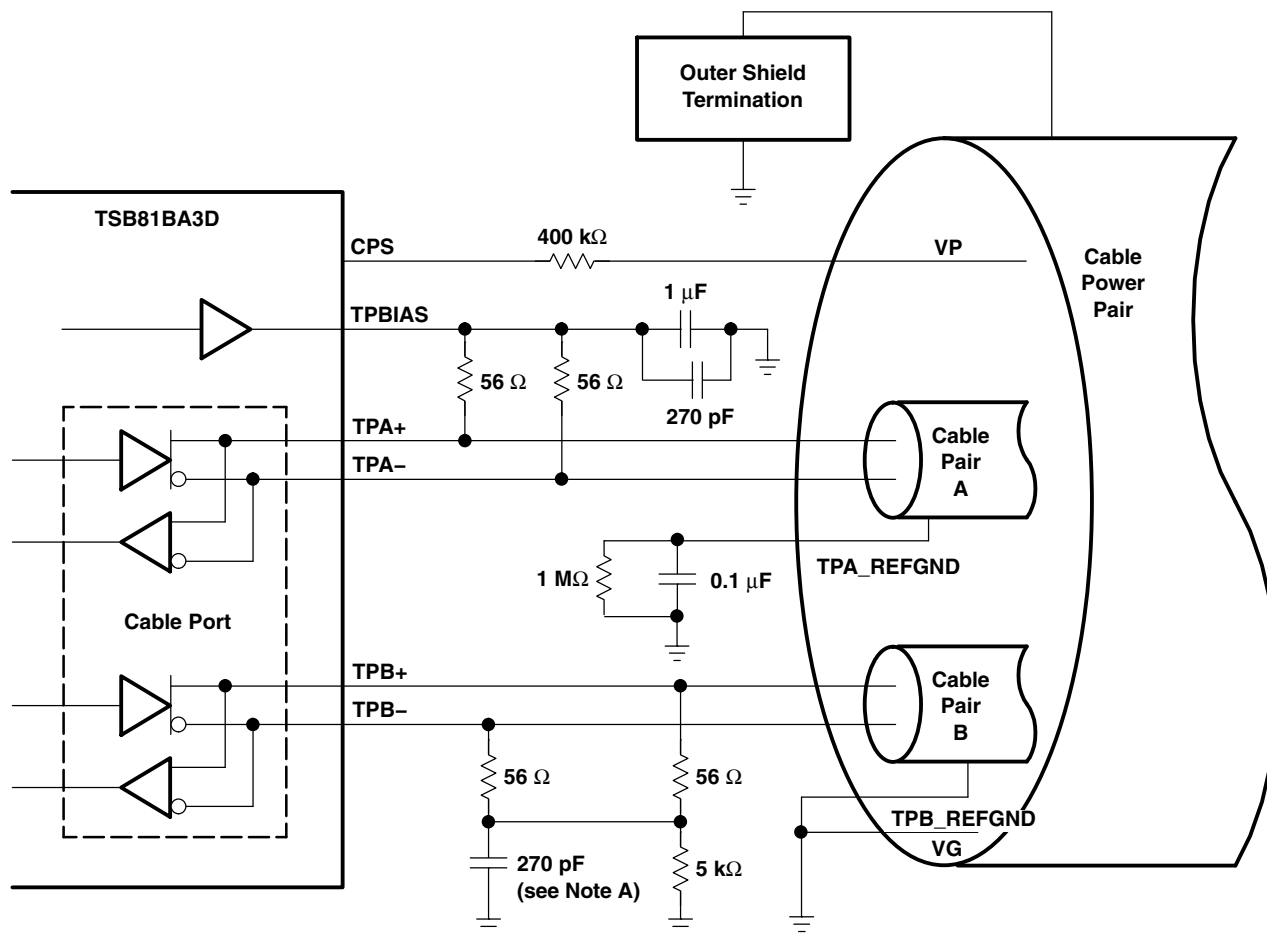 Outer Shield
Termination
TSB81BA3D
CPS
400 kΩ
VP
Cable
Power
Pair
1 μF
TPBIAS
56 Ω
56 Ω
270 pF
TPA+
Cable
Pair
A
TPA−
1 MΩ
0.1 μF
TPA_REFGND
Cable Port
TPB+
Cable
Pair
B
TPB−
56 Ω
56 Ω
TPB_REFGND
VG
270 pF
(see Note A)
5 kΩ